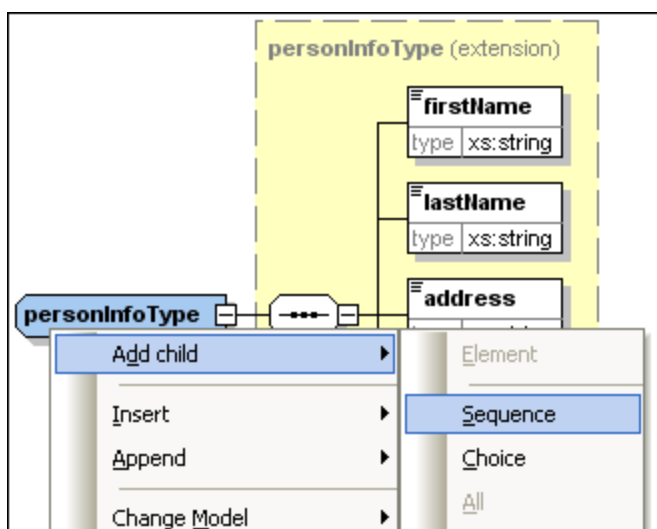 personInfoType (extension)
firstName
type xs:string
lastName
type xs:string
address
personInfoType
Add child
Element
Insert
Sequence
Append
Choice
All
Change Model